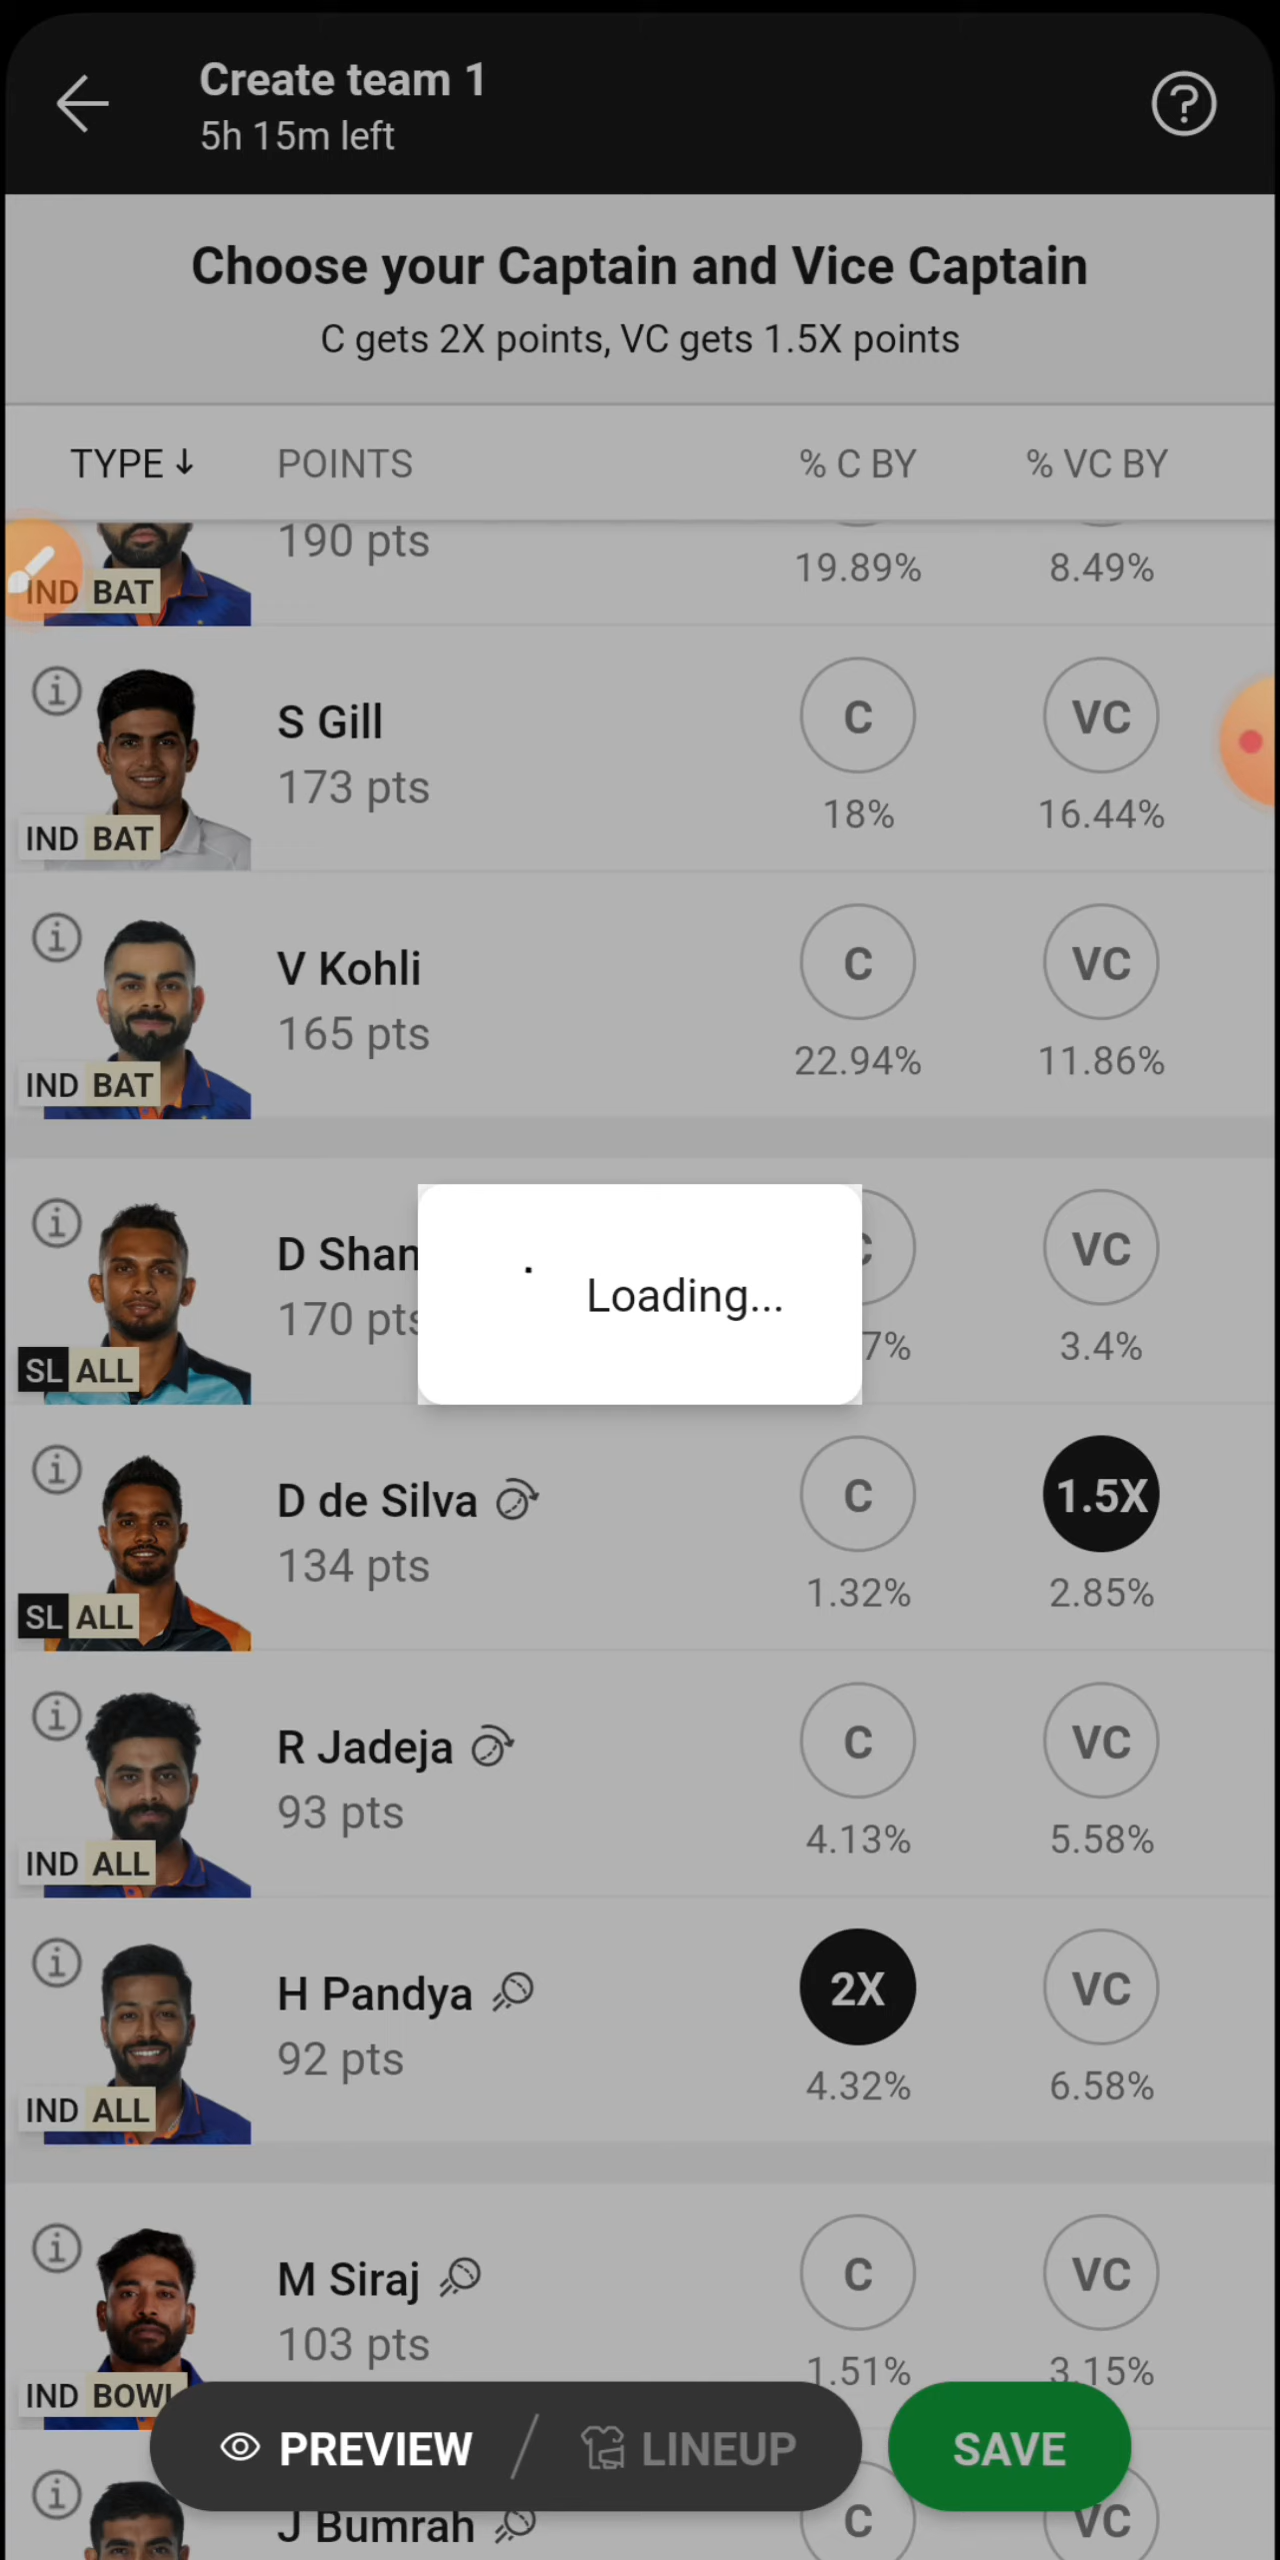 Create team 1
5h 15m left
Choose your Captain and Vice Captain
C gets 2X points, VC gets 1.5X points
TYPE ↓ POINTS % C BY % VC BY
190 pts 19.89% 8.49%
IND BAT
S Gill C VC
173 pts 18% 16.44%
IND BAT
V Kohli C VC
165 pts 22.94% 11.86%
IND BAT
D Shan VC
170 pts 7% 3.4%
SL ALL
Loading...
D de Silva C 1.5X
134 pts 1.32% 2.85%
SL ALL
R Jadeja C VC
93 pts 4.13% 5.58%
IND ALL
H Pandya 2X VC
92 pts 4.32% 6.58%
IND ALL
M Siraj C VC
103 pts 1.51% 3.15%
IND BOWL
PREVIEW LINEUP SAVE
J Bumrah C VC